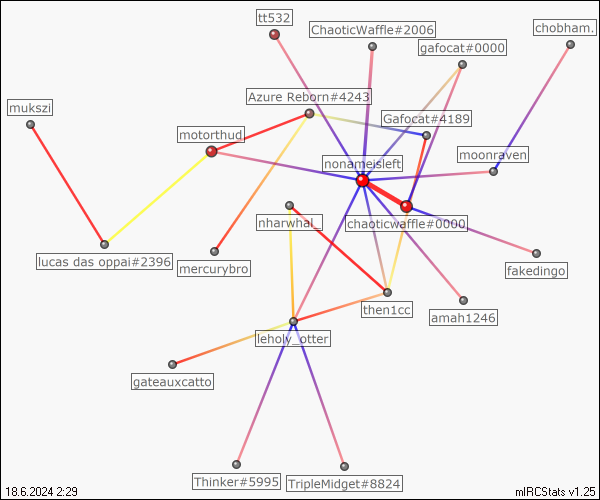 tt532
ChaoticWaffle#2006
chobham.
gafocat#0000
Azure Reborn#4243
mukszi
Gafocat#4189
motorthud
moonraven
nonameisleft
nharwhal_
chaoticwaffle#0000
lucas das oppai#2396
mercurybro
fakedingo
then1cc
amah1246
leholy_otter
gateauxcatto
Thinker#5995
TripleMidget#8824
18.6.2024 2:29
mIRCStats v1.25